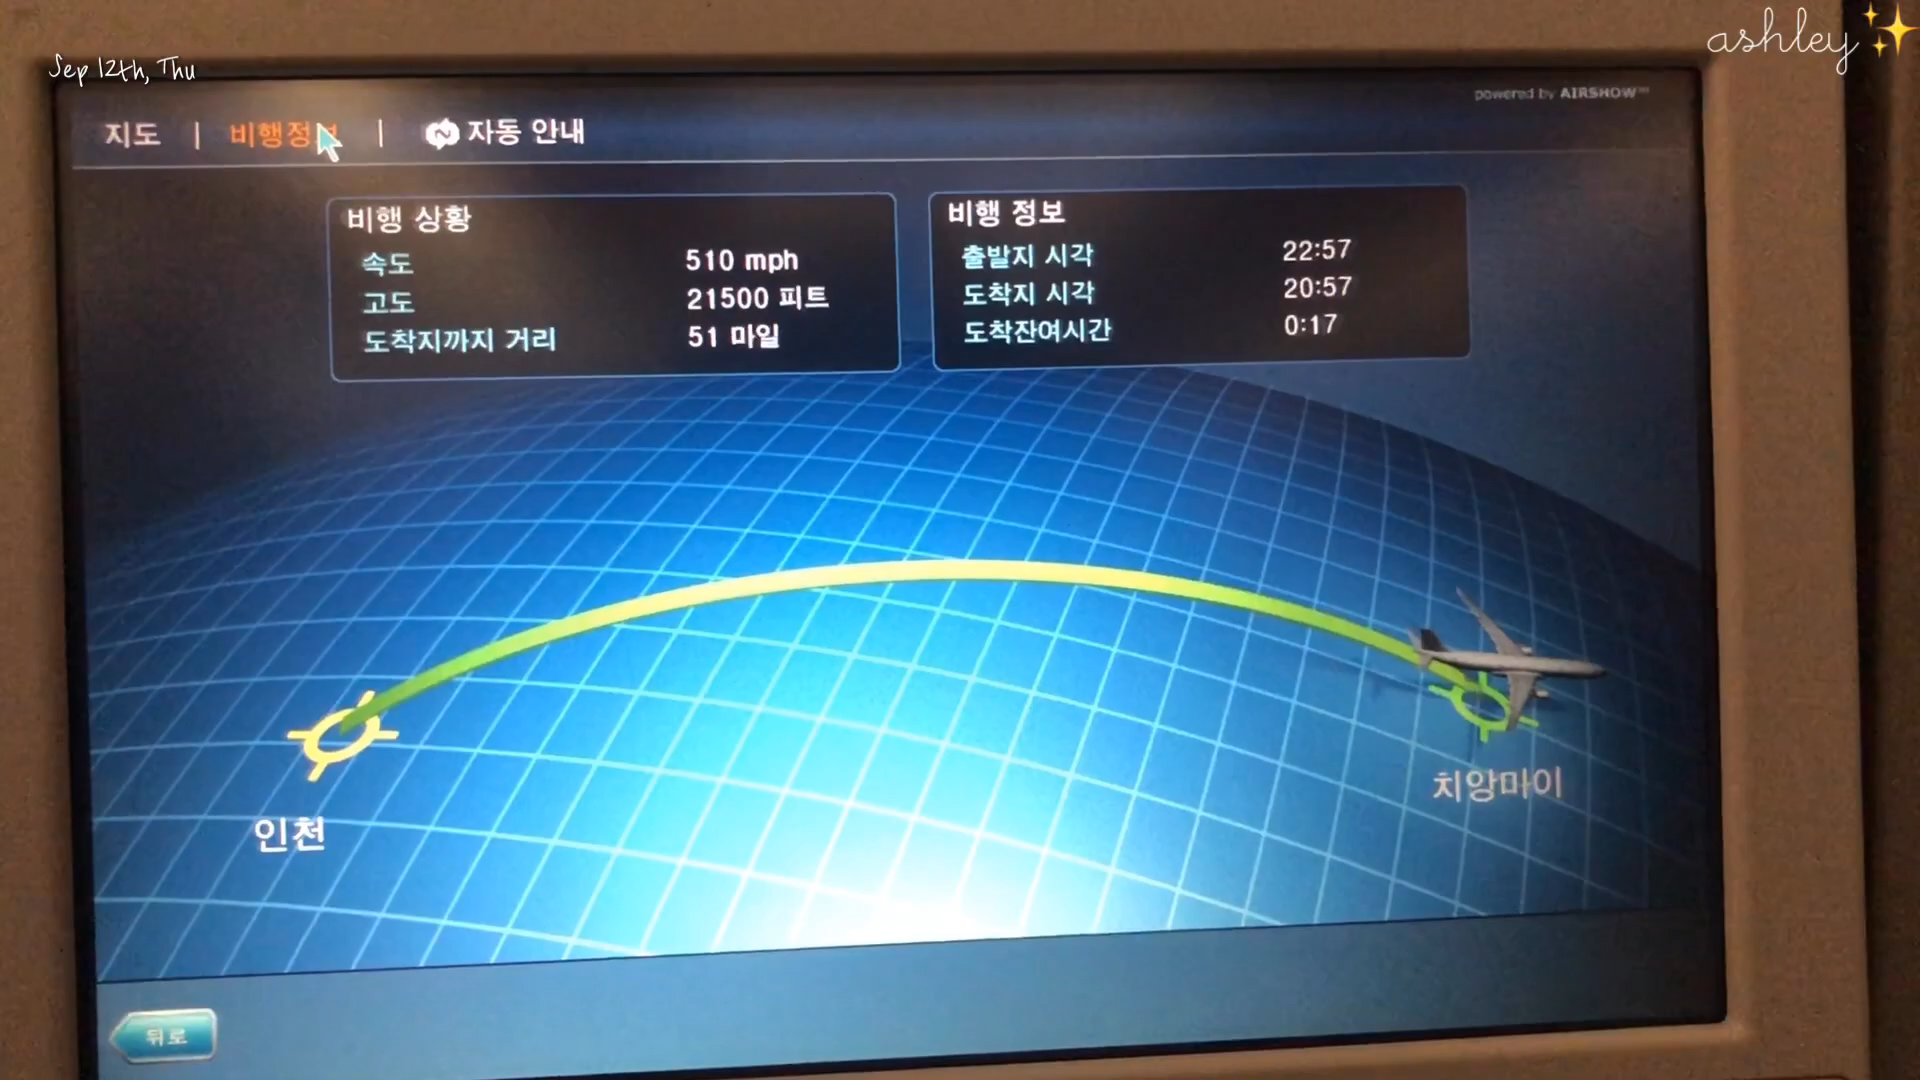 ashley
Sep 12th, Thu
powered by AIRSHOW™
지도 | 비행정보 | 자동 안내
비행 상황
속도 510 mph
고도 21500 피트
도착지까지 거리 51 마일
비행 정보
출발지 시각 22:57
도착지 시각 20:57
도착잔여시간 0:17
인천
치앙마이
뒤로